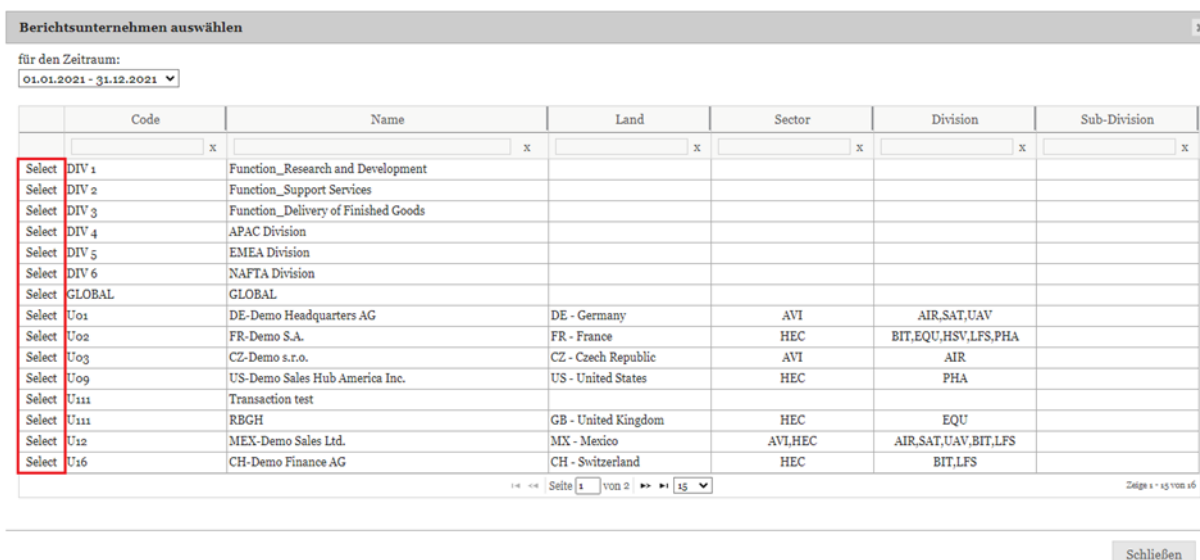 Berichtsunternehmen auswählen
für den Zeitraum:
01.01.2021 - 31.12.2021
Code Name Land Sector Division Sub-Division
x x x x x x
Select DIV 1 Function_Research and Development
Select DIV 2 Function_Support Services
Select DIV 3 Function_Delivery of Finished Goods
Select DIV 4 APAC Division
Select DIV 5 EMEA Division
Select DIV 6 NAFTA Division
Select GLOBAL GLOBAL
Select U01 DE-Demo Headquarters AG DE - Germany AVI AIR,SAT,UAV
Select U02 FR-Demo S.A. FR - France HEC BIT,EQU,HSV,LFS,PHA
Select U03 CZ-Demo s.r.o. CZ - Czech Republic AVI AIR
Select U09 US-Demo Sales Hub America Inc. US - United States HEC PHA
Select U111 Transaction test
Select U111 RBGH GB - United Kingdom HEC EQU
Select U12 MEX-Demo Sales Ltd. MX - Mexico AVI,HEC AIR,SAT,UAV,BIT,LFS
Select U16 CH-Demo Finance AG CH - Switzerland HEC BIT,LFS
Seite 1 von 2 15 Zeige 1 - 15 von 16
Schließen